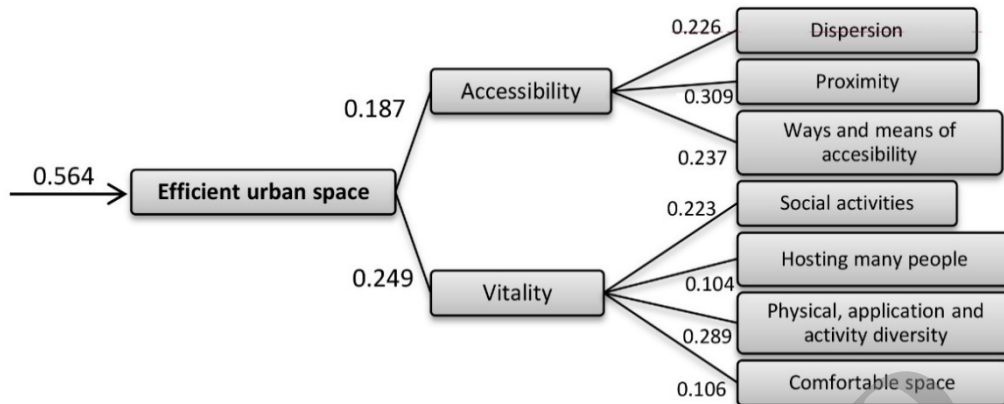 0.226
Dispersion
Accessibility
Proximity
0.187
0.309
Ways and means of
accesibility
0.237
0.564
Efficient urban space
Social activities
0.223
Hosting many people
0.249
0.104
Vitality
Physical, application and
activity diversity
0.289
Comfortable space
0.106